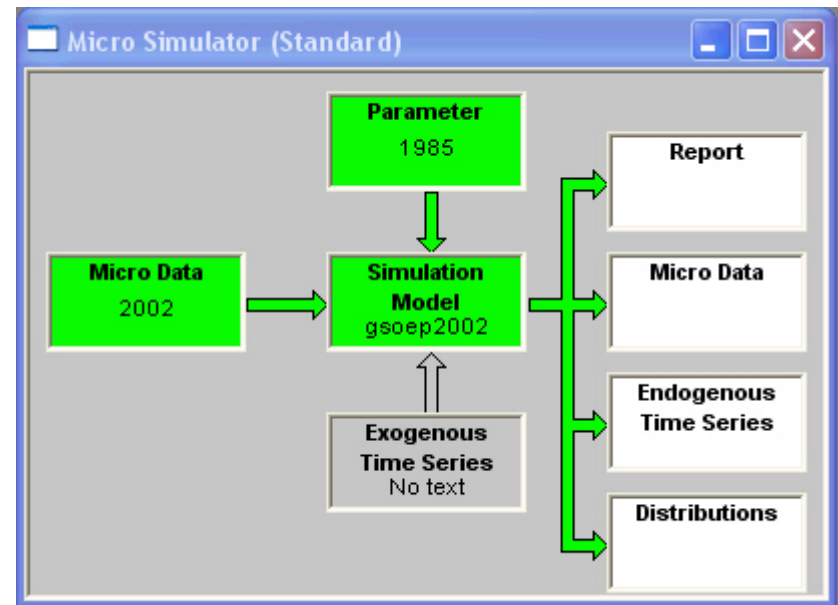 Micro Simulator (Standard)
Parameter
1985
Report
Micro Data
2002
Simulation
Model
gsoep2002
Micro Data
Exogenous
Time Series
No text
Endogenous
Time Series
Distributions